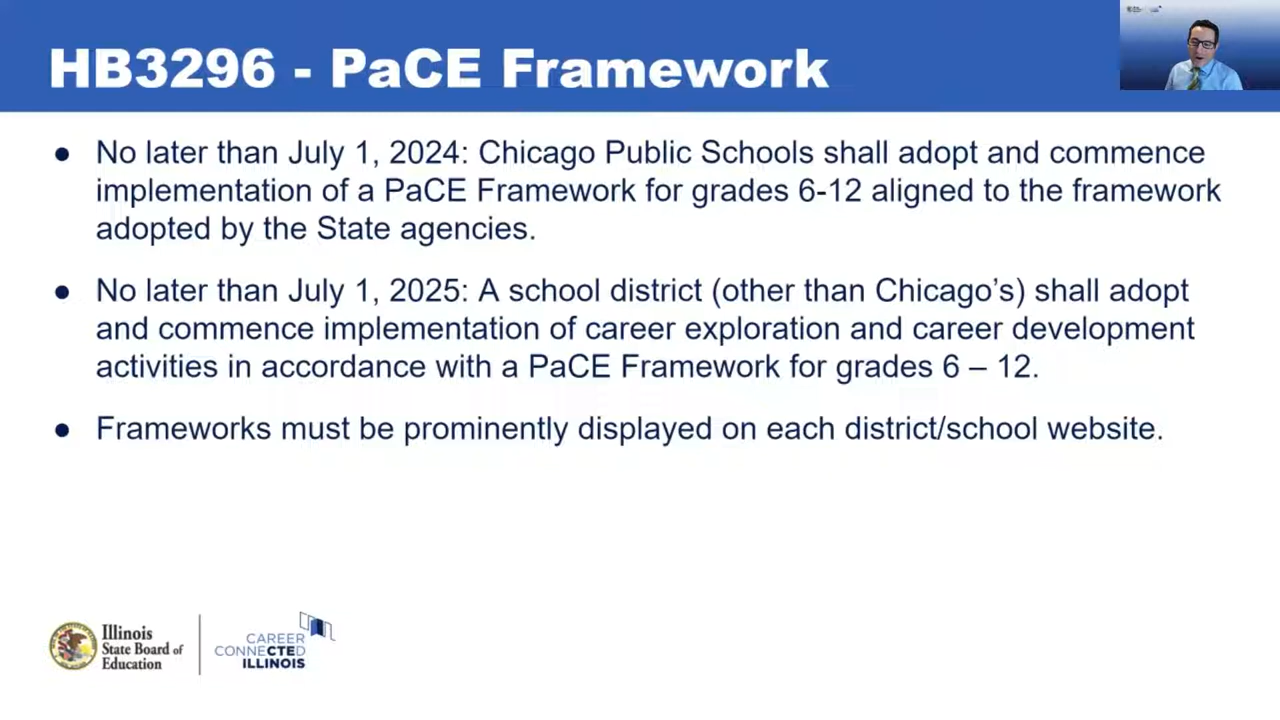 HB3296 - PaCE Framework
● No later than July 1, 2024: Chicago Public Schools shall adopt and commence
implementation of a PaCE Framework for grades 6-12 aligned to the framework
adopted by the State agencies.
● No later than July 1, 2025: A school district (other than Chicago’s) shall adopt
and commence implementation of career exploration and career development
activities in accordance with a PaCE Framework for grades 6 – 12.
● Frameworks must be prominently displayed on each district/school website.
Illinois
State Board of
Education
CAREER
CONNECTED
ILLINOIS